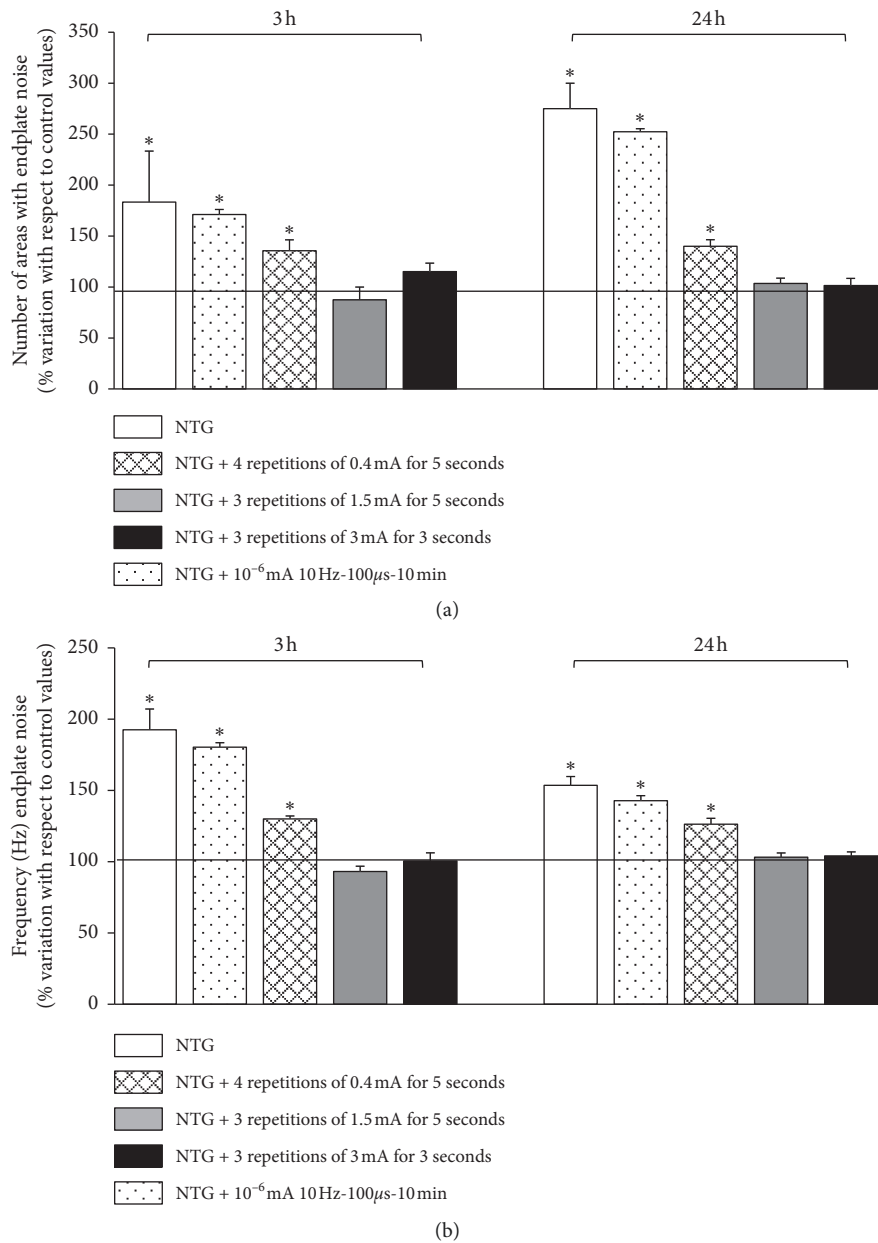 3 h
24 h
Number of areas with endplate noise
(% variation with respect to control values)
350
300
250
200
150
100
50
0
*
*
*
*
*
*
NTG
NTG + 4 repetitions of 0.4 mA for 5 seconds
NTG + 3 repetitions of 1.5 mA for 5 seconds
NTG + 3 repetitions of 3 mA for 3 seconds
NTG + 10⁻⁶ mA 10 Hz-100μs-10 min
(a)
3 h
24 h
Frequency (Hz) endplate noise
(% variation with respect to control values)
250
200
150
100
50
0
*
*
*
*
*
*
NTG
NTG + 4 repetitions of 0.4 mA for 5 seconds
NTG + 3 repetitions of 1.5 mA for 5 seconds
NTG + 3 repetitions of 3 mA for 3 seconds
NTG + 10⁻⁶ mA 10 Hz-100μs-10 min
(b)